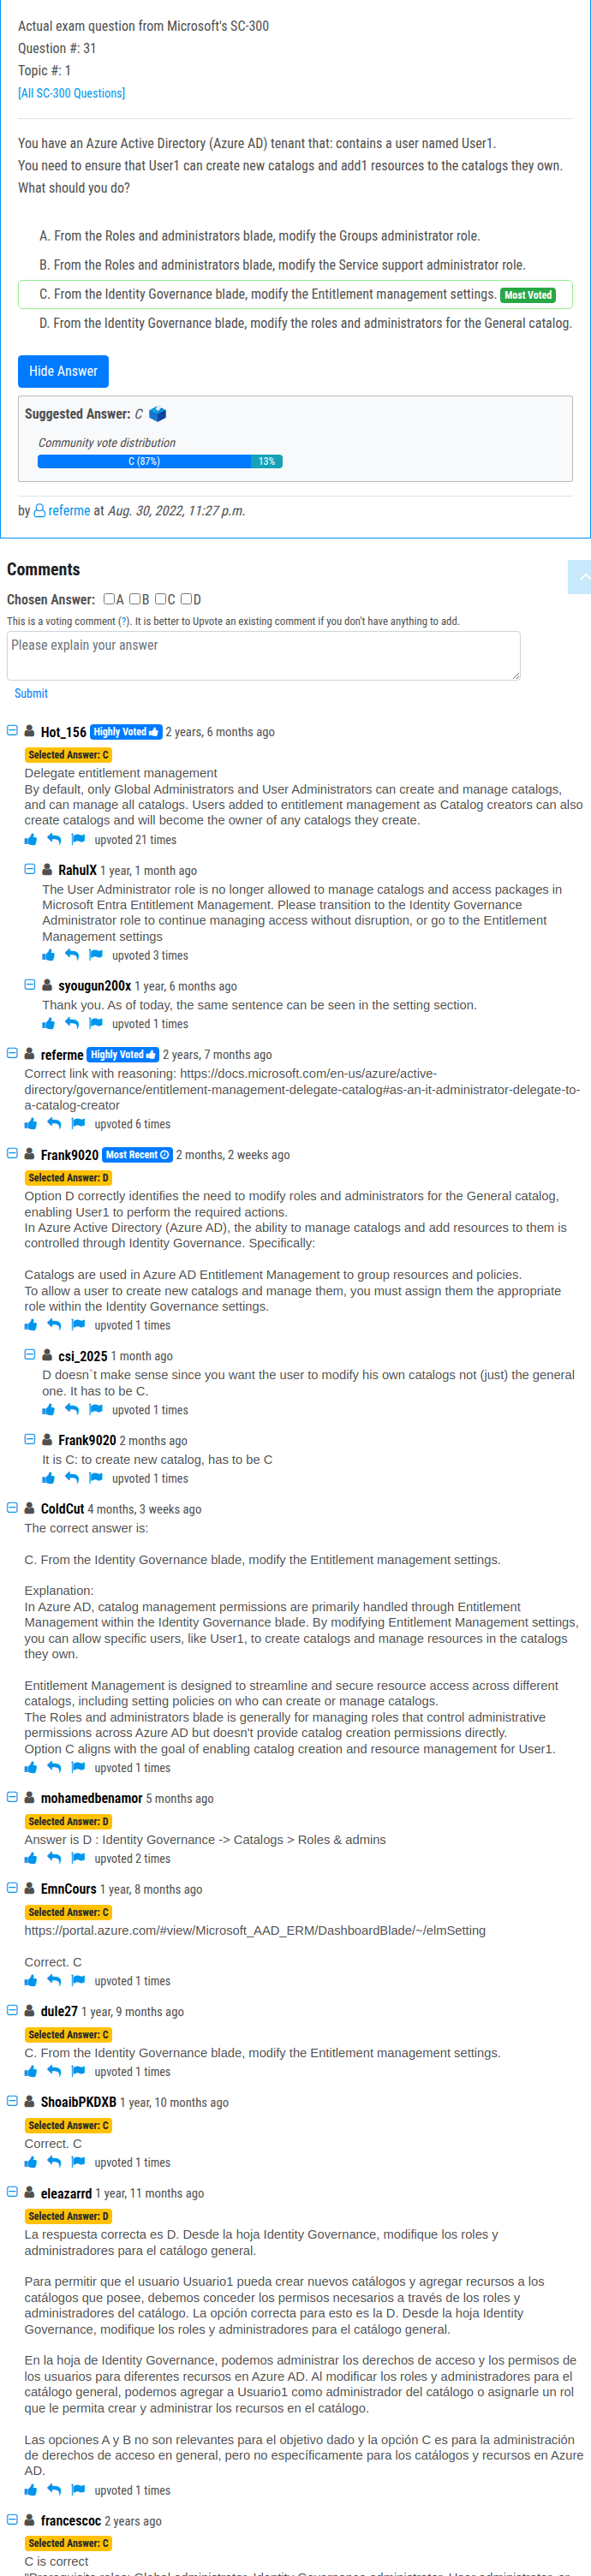 Actual exam question from Microsoft's SC-300
Question #: 31
Topic #: 1
[All SC-300 Questions]
You have an Azure Active Directory (Azure AD) tenant that: contains a user named User1.
You need to ensure that User1 can create new catalogs and add1 resources to the catalogs they own.
What should you do?
A. From the Roles and administrators blade, modify the Groups administrator role.
B. From the Roles and administrators blade, modify the Service support administrator role.
C. From the Identity Governance blade, modify the Entitlement management settings. Most Voted
D. From the Identity Governance blade, modify the roles and administrators for the General catalog.
Hide Answer
Suggested Answer: C
Community vote distribution
C (87%) 13%
by referme at Aug. 30, 2022, 11:27 p.m.
Comments
Chosen Answer: A B C D
This is a voting comment (?). It is better to Upvote an existing comment if you don't have anything to add.
Please explain your answer
Submit
Hot_156 Highly Voted 2 years, 6 months ago
Selected Answer: C
Delegate entitlement management
By default, only Global Administrators and User Administrators can create and manage catalogs,
and can manage all catalogs. Users added to entitlement management as Catalog creators can also
create catalogs and will become the owner of any catalogs they create.
upvoted 21 times
RahulX 1 year, 1 month ago
The User Administrator role is no longer allowed to manage catalogs and access packages in
Microsoft Entra Entitlement Management. Please transition to the Identity Governance
Administrator role to continue managing access without disruption, or go to the Entitlement
Management settings
upvoted 3 times
syougun200x 1 year, 6 months ago
Thank you. As of today, the same sentence can be seen in the setting section.
upvoted 1 times
referme Highly Voted 2 years, 7 months ago
Correct link with reasoning: https://docs.microsoft.com/en-us/azure/active-
directory/governance/entitlement-management-delegate-catalog#as-an-it-administrator-delegate-to-
a-catalog-creator
upvoted 6 times
Frank9020 Most Recent 2 months, 2 weeks ago
Selected Answer: D
Option D correctly identifies the need to modify roles and administrators for the General catalog,
enabling User1 to perform the required actions.
In Azure Active Directory (Azure AD), the ability to manage catalogs and add resources to them is
controlled through Identity Governance. Specifically:
Catalogs are used in Azure AD Entitlement Management to group resources and policies.
To allow a user to create new catalogs and manage them, you must assign them the appropriate
role within the Identity Governance settings.
upvoted 1 times
csi_2025 1 month ago
D doesn`t make sense since you want the user to modify his own catalogs not (just) the general
one. It has to be C.
upvoted 1 times
Frank9020 2 months ago
It is C: to create new catalog, has to be C
upvoted 1 times
ColdCut 4 months, 3 weeks ago
The correct answer is:
C. From the Identity Governance blade, modify the Entitlement management settings.
Explanation:
In Azure AD, catalog management permissions are primarily handled through Entitlement
Management within the Identity Governance blade. By modifying Entitlement Management settings,
you can allow specific users, like User1, to create catalogs and manage resources in the catalogs
they own.
Entitlement Management is designed to streamline and secure resource access across different
catalogs, including setting policies on who can create or manage catalogs.
The Roles and administrators blade is generally for managing roles that control administrative
permissions across Azure AD but doesn't provide catalog creation permissions directly.
Option C aligns with the goal of enabling catalog creation and resource management for User1.
upvoted 1 times
mohamedbenamor 5 months ago
Selected Answer: D
Answer is D : Identity Governance -> Catalogs > Roles & admins
upvoted 2 times
EmnCours 1 year, 8 months ago
Selected Answer: C
https://portal.azure.com/#view/Microsoft_AAD_ERM/DashboardBlade/~/elmSetting
Correct. C
upvoted 1 times
dule27 1 year, 9 months ago
Selected Answer: C
C. From the Identity Governance blade, modify the Entitlement management settings.
upvoted 1 times
ShoaibPKDXB 1 year, 10 months ago
Selected Answer: C
Correct. C
upvoted 1 times
eleazarrd 1 year, 11 months ago
Selected Answer: D
La respuesta correcta es D. Desde la hoja Identity Governance, modifique los roles y
administradores para el catálogo general.
Para permitir que el usuario Usuario1 pueda crear nuevos catálogos y agregar recursos a los
catálogos que posee, debemos conceder los permisos necesarios a través de los roles y
administradores del catálogo. La opción correcta para esto es la D. Desde la hoja Identity
Governance, modifique los roles y administradores para el catálogo general.
En la hoja de Identity Governance, podemos administrar los derechos de acceso y los permisos de
los usuarios para diferentes recursos en Azure AD. Al modificar los roles y administradores para el
catálogo general, podemos agregar a Usuario1 como administrador del catálogo o asignarle un rol
que le permita crear y administrar los recursos en el catálogo.
Las opciones A y B no son relevantes para el objetivo dado y la opción C es para la administración
de derechos de acceso en general, pero no específicamente para los catálogos y recursos en Azure
AD.
upvoted 1 times
francescoc 2 years ago
Selected Answer: C
C is correct